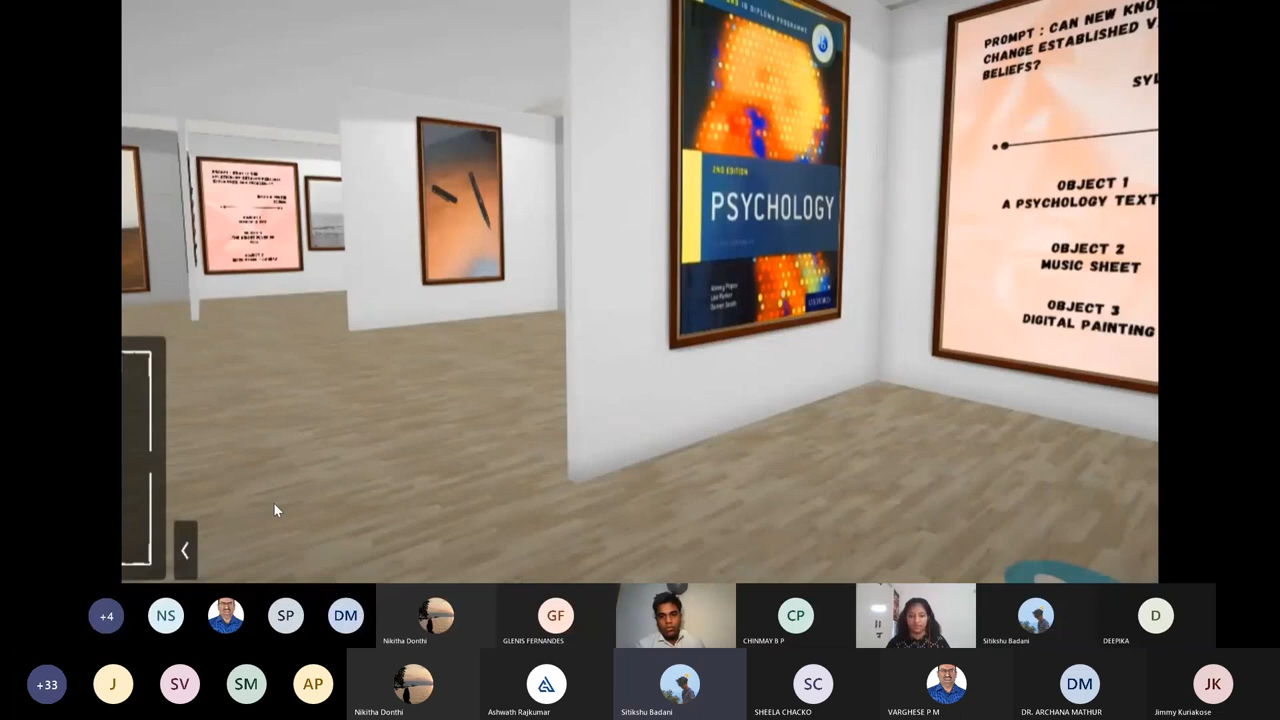 IB DIPLOMA PROGRAMME
2ND EDITION
PSYCHOLOGY
OXFORD
PROMPT : CAN NEW KNO
CHANGE ESTABLISHED V
BELIEFS?
SYL
OBJECT 1
A PSYCHOLOGY TEXT
OBJECT 2
MUSIC SHEET
OBJECT 3
DIGITAL PAINTING
+4
NS
SP
DM
Nikitha Donthi
GF
GLENIS FERNANDES
CP
CHINMAY B P
Sitikshu Badani
D
DEEPIKA
+33
J
SV
SM
AP
Nikitha Donthi
Ashwath Rajkumar
Sitikshu Badani
SC
SHEELA CHACKO
VARGHESE P M
DM
DR. ARCHANA MATHUR
JK
Jimmy Kuriakose